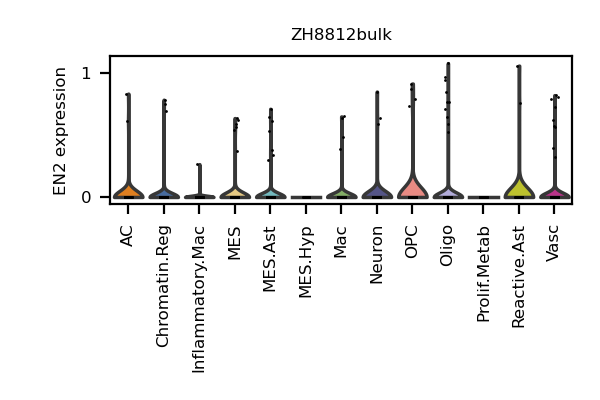 ZH8812bulk
EN2 expression
1
0
AC
Chromatin.Reg
Inflammatory.Mac
MES
MES.Ast
MES.Hyp
Mac
Neuron
OPC
Oligo
Prolif.Metab
Reactive.Ast
Vasc